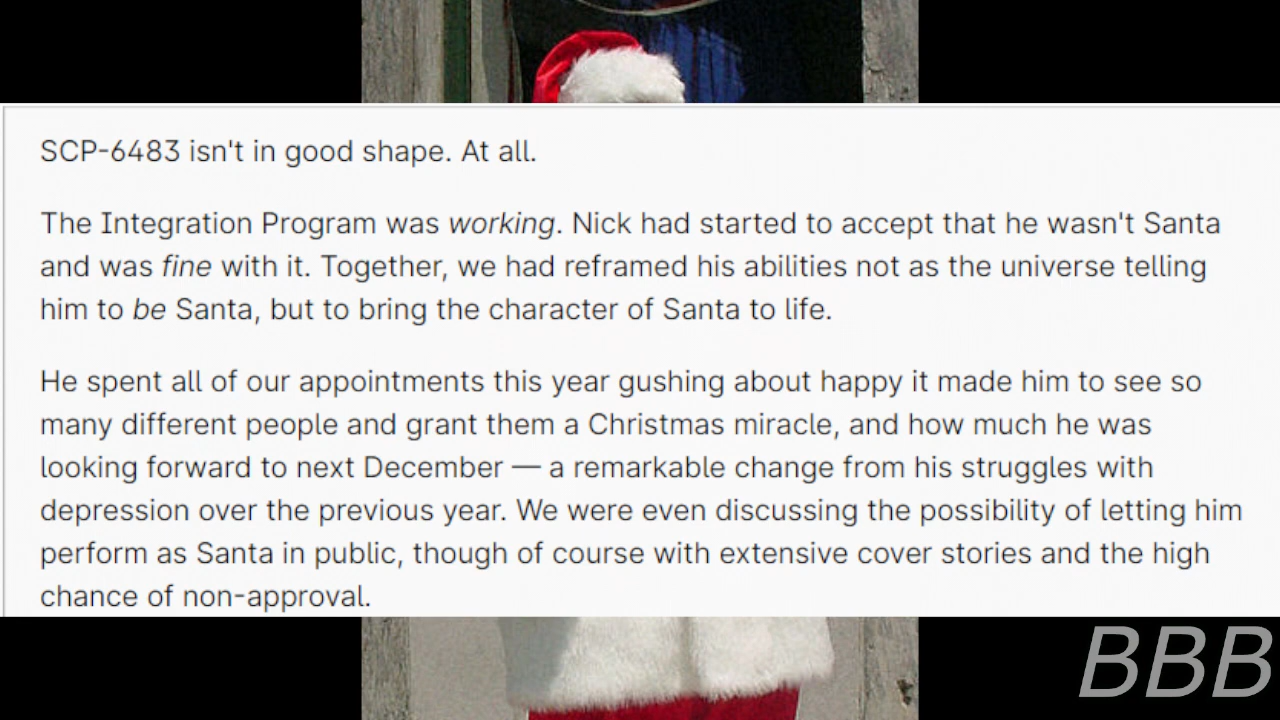 SCP-6483 isn't in good shape. At all.
The Integration Program was working. Nick had started to accept that he wasn't Santa
and was fine with it. Together, we had reframed his abilities not as the universe telling
him to be Santa, but to bring the character of Santa to life.
He spent all of our appointments this year gushing about happy it made him to see so
many different people and grant them a Christmas miracle, and how much he was
looking forward to next December — a remarkable change from his struggles with
depression over the previous year. We were even discussing the possibility of letting him
perform as Santa in public, though of course with extensive cover stories and the high
chance of non-approval.
BBB